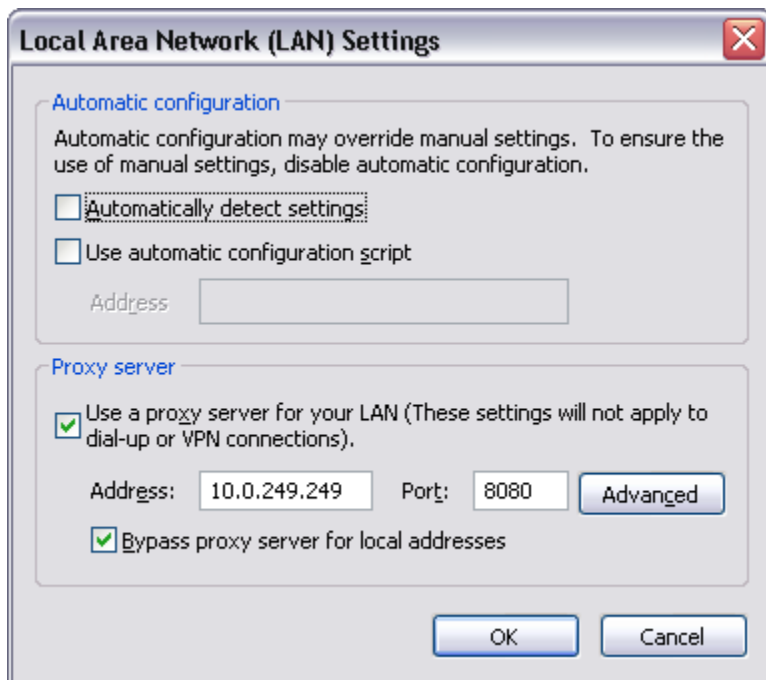 Local Area Network (LAN) Settings
Automatic configuration
Automatic configuration may override manual settings. To ensure the
use of manual settings, disable automatic configuration.
Automatically detect settings
Use automatic configuration script
Address
Proxy server
Use a proxy server for your LAN (These settings will not apply to
dial-up or VPN connections).
Address: 10.0.249.249 Port: 8080 Advanced
Bypass proxy server for local addresses
OK Cancel